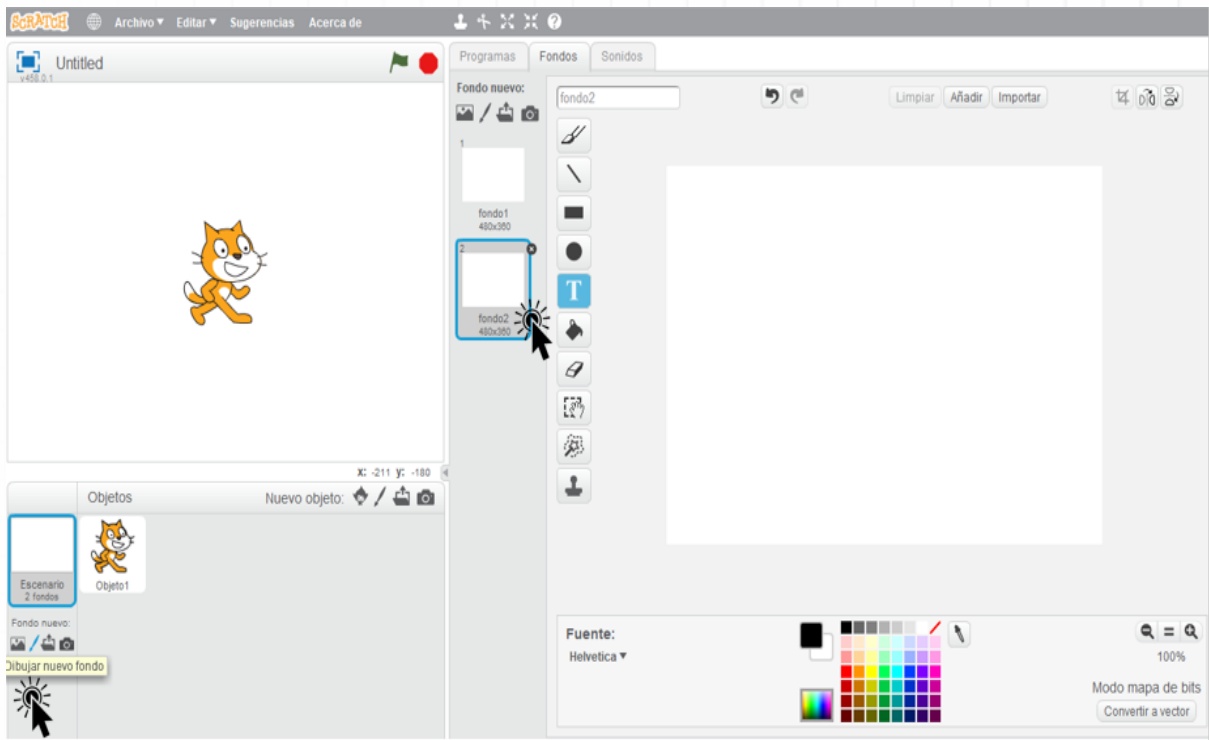 SCRATCH Archivo Editar Sugerencias Acerca de
Untitled
v458.0.1
Programas Fondos Sonidos
Fondo nuevo:
fondo2
Limpiar Añadir Importar
1
fondo1
480x360
2
fondo2
480x360
T
X: -211 y: -180
Objetos
Nuevo objeto:
Escenario
2 fondos
Objeto1
Fondo nuevo:
Dibujar nuevo fondo
Fuente:
Helvetica
100%
Modo mapa de bits
Convertir a vector